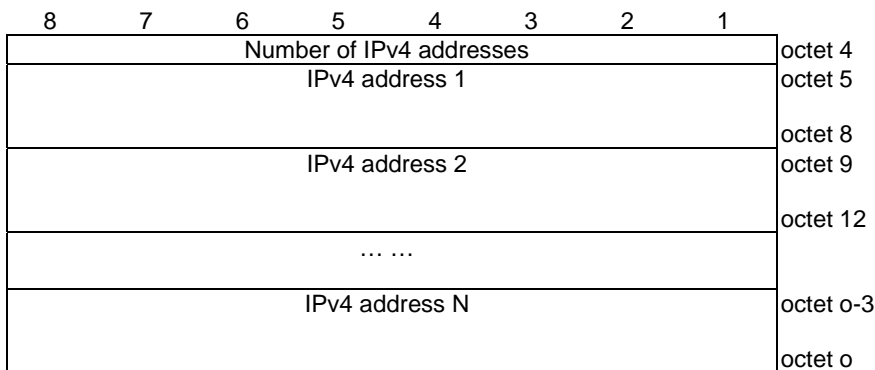 8 7 6 5 4 3 2 1
Number of IPv4 addresses octet 4
IPv4 address 1 octet 5
octet 8
IPv4 address 2 octet 9
octet 12
… …
IPv4 address N octet o-3
octet o